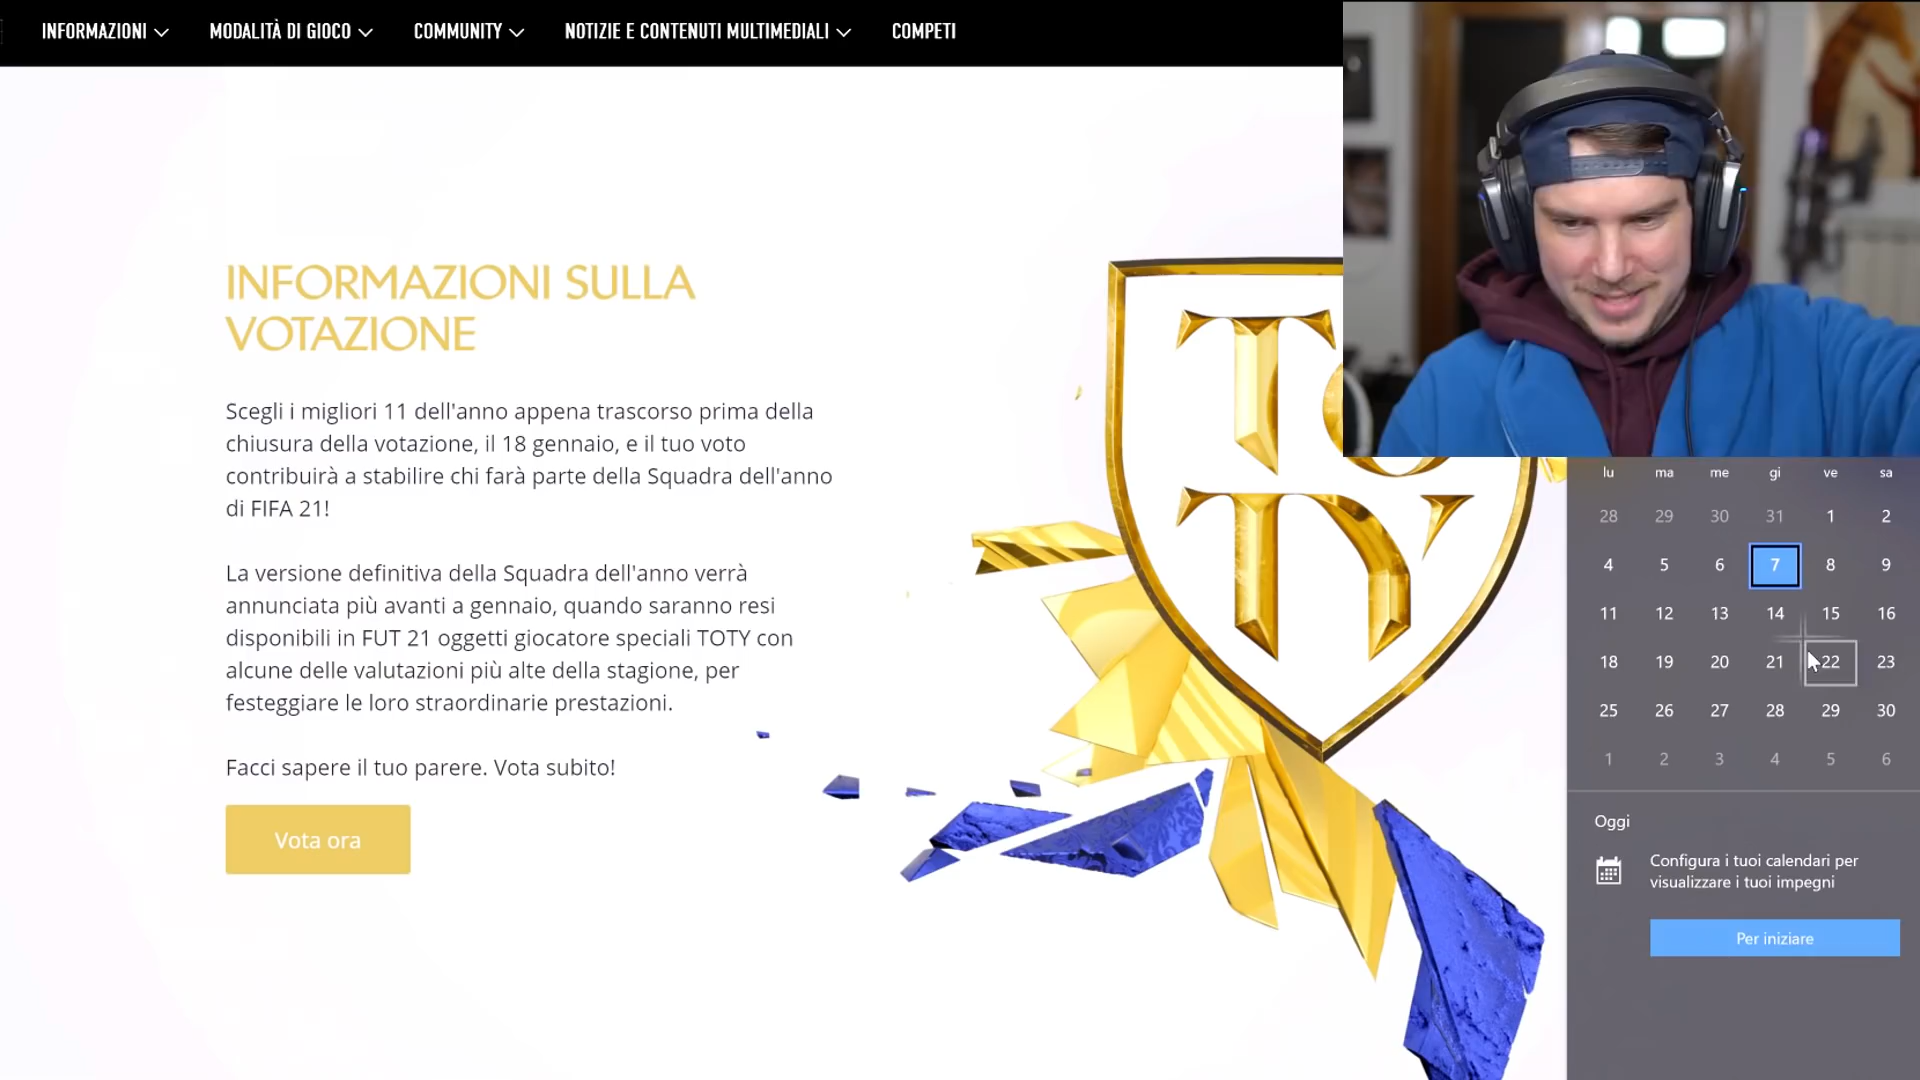 INFORMAZIONI
MODALITÀ DI GIOCO
COMMUNITY
NOTIZIE E CONTENUTI MULTIMEDIALI
COMPETI
INFORMAZIONI SULLA
VOTAZIONE
Scegli i migliori 11 dell'anno appena trascorso prima della
chiusura della votazione, il 18 gennaio, e il tuo voto
contribuirà a stabilire chi farà parte della Squadra dell'anno
di FIFA 21!
La versione definitiva della Squadra dell'anno verrà
annunciata più avanti a gennaio, quando saranno resi
disponibili in FUT 21 oggetti giocatore speciali TOTY con
alcune delle valutazioni più alte della stagione, per
festeggiare le loro straordinarie prestazioni.
Facci sapere il tuo parere. Vota subito!
Vota ora
TO
TY
lu ma me gi ve sa
28 29 30 31 1 2
4 5 6 7 8 9
11 12 13 14 15 16
18 19 20 21 22 23
25 26 27 28 29 30
1 2 3 4 5 6
Oggi
Configura i tuoi calendari per
visualizzare i tuoi impegni
Per iniziare